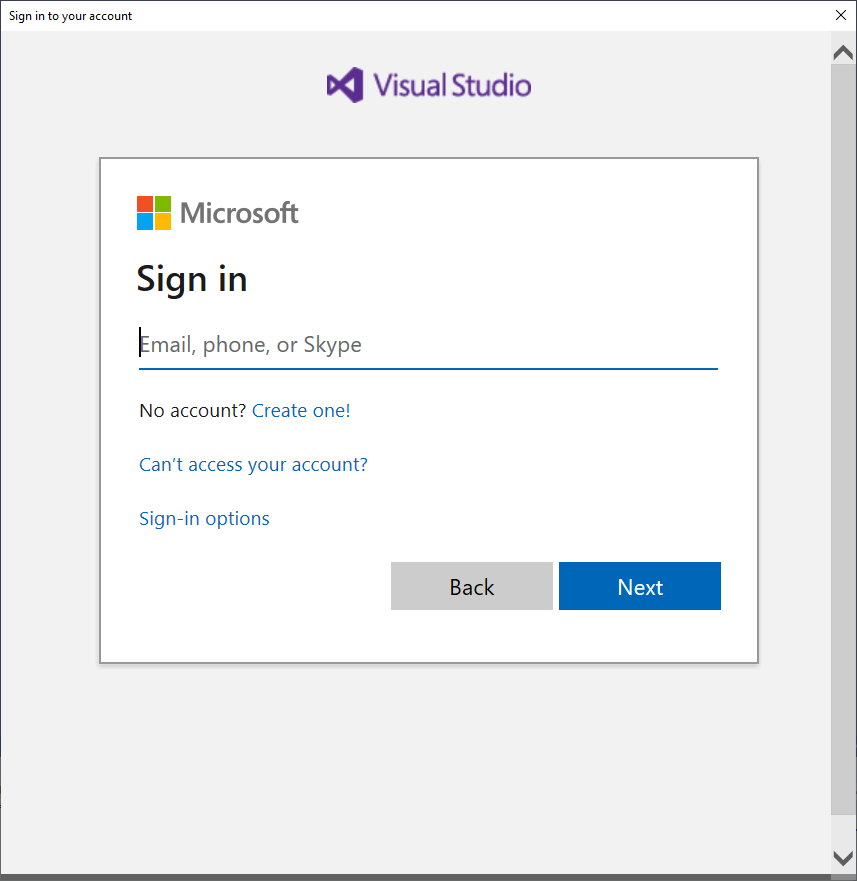 Sign in to your account
Visual Studio
Microsoft
Sign in
Email, phone, or Skype
No account? Create one!
Can’t access your account?
Sign-in options
Back Next